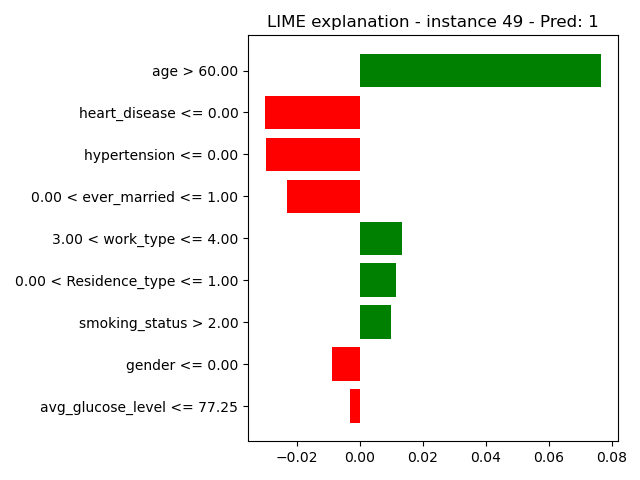 LIME explanation - instance 49 - Pred: 1
age > 60.00
heart_disease <= 0.00
hypertension <= 0.00
0.00 < ever_married <= 1.00
3.00 < work_type <= 4.00
0.00 < Residence_type <= 1.00
smoking_status > 2.00
gender <= 0.00
avg_glucose_level <= 77.25
−0.02 0.00 0.02 0.04 0.06 0.08